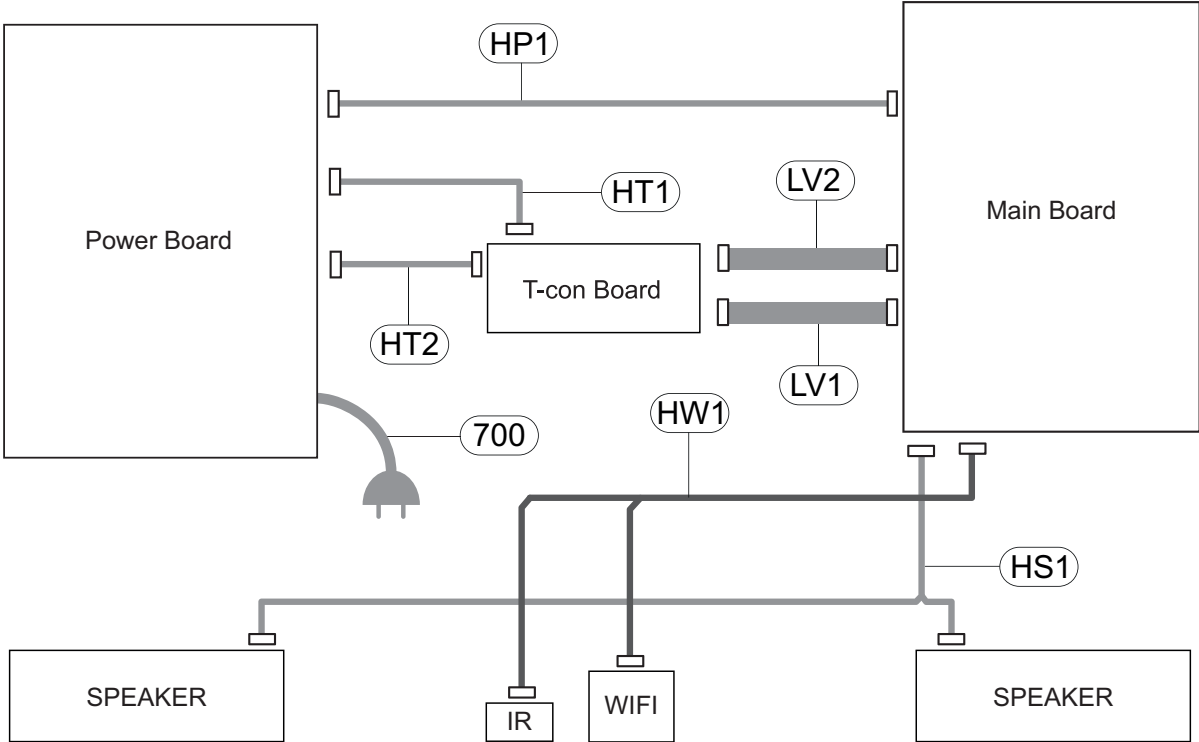 HP1
LV2
HT1
Main Board
Power Board
T-con Board
HT2
LV1
HW1
700
HS1
SPEAKER
WIFI
SPEAKER
IR